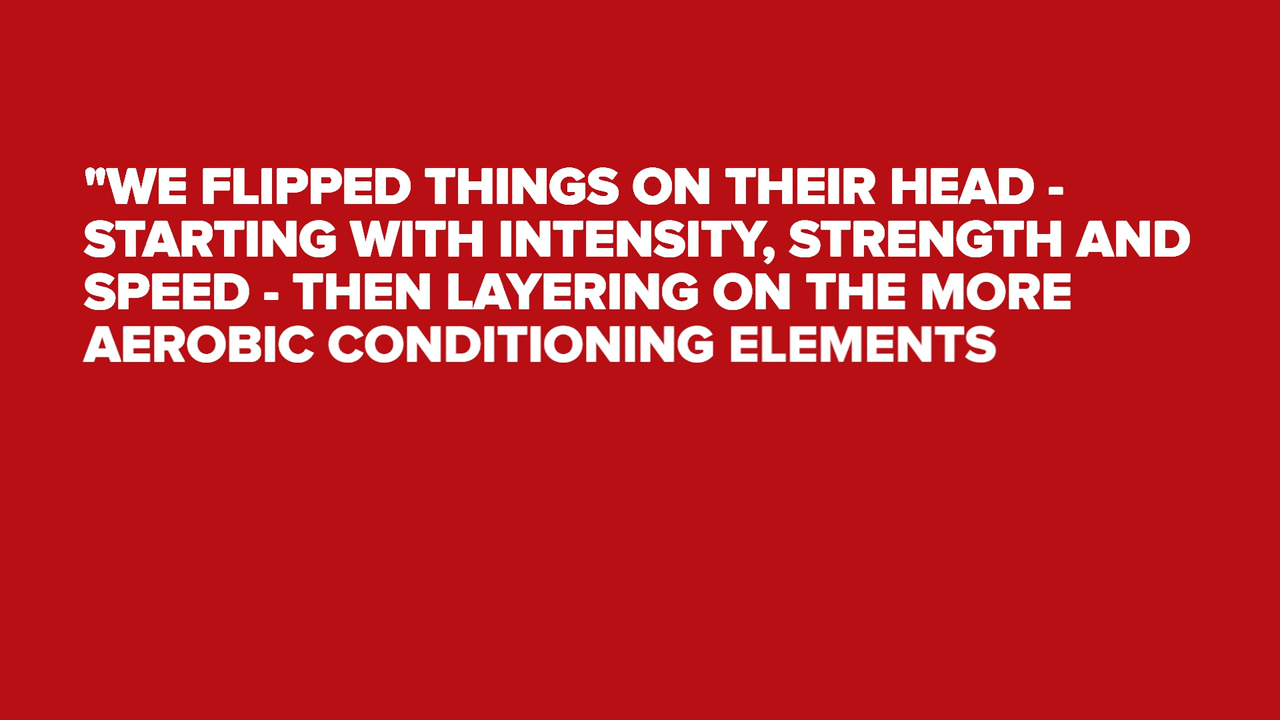 "WE FLIPPED THINGS ON THEIR HEAD -
STARTING WITH INTENSITY, STRENGTH AND
SPEED - THEN LAYERING ON THE MORE
AEROBIC CONDITIONING ELEMENTS